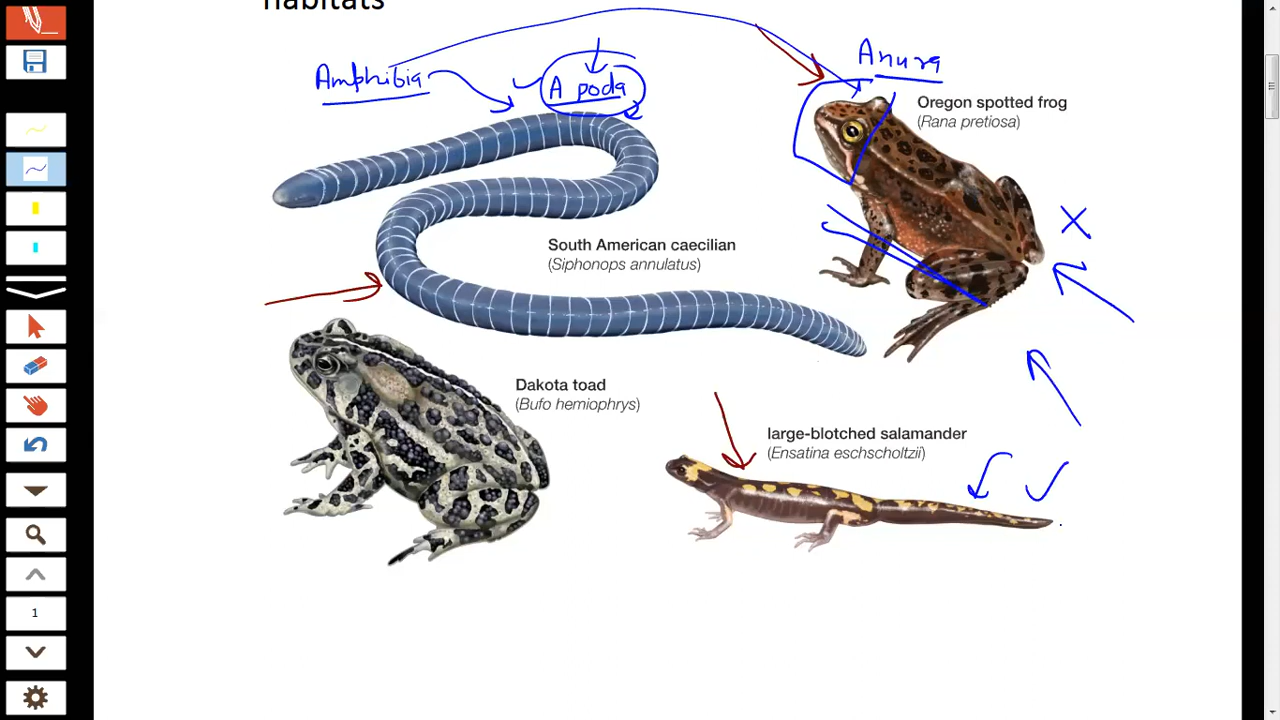 habitats
Amphibia
A poda
Anura
Oregon spotted frog
(Rana pretiosa)
South American caecilian
(Siphonops annulatus)
Dakota toad
(Bufo hemiophrys)
large-blotched salamander
(Ensatina eschscholtzii)
1